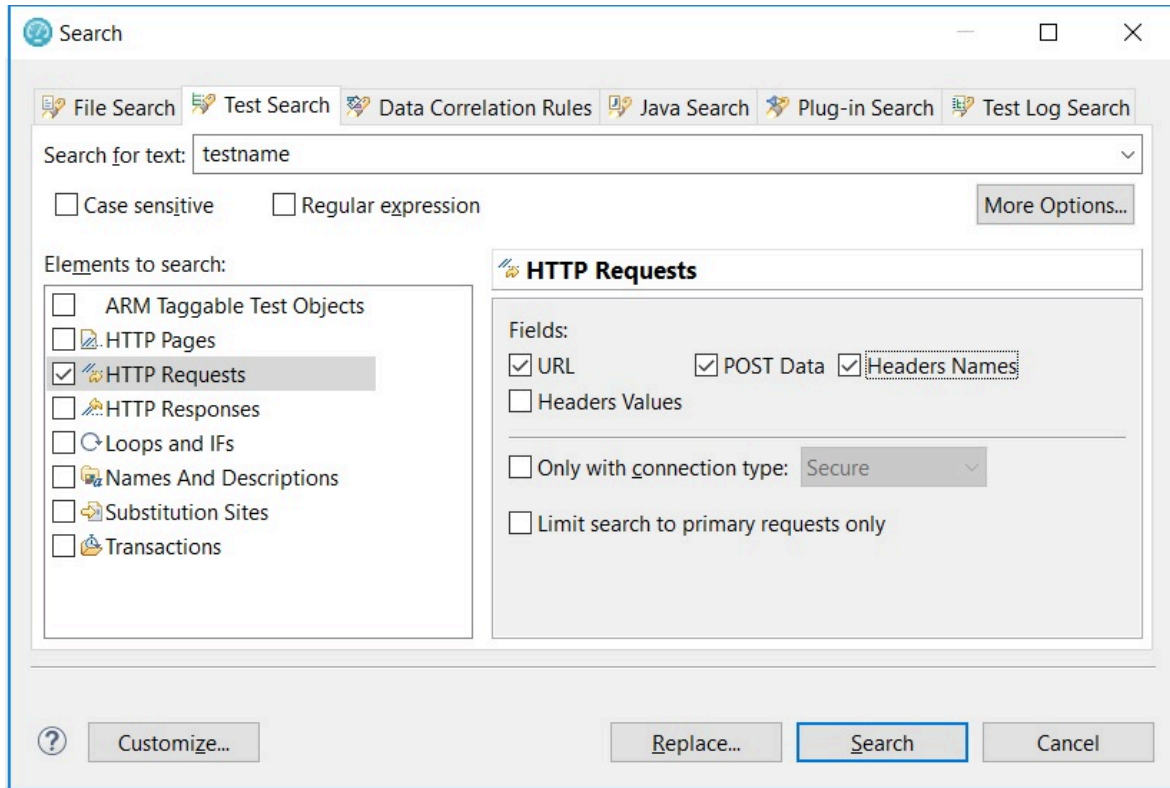 Search
File Search Test Search Data Correlation Rules Java Search Plug-in Search Test Log Search
Search for text: testname
Case sensitive Regular expression More Options...
Elements to search:
HTTP Requests
ARM Taggable Test Objects
HTTP Pages
HTTP Requests
HTTP Responses
Loops and IFs
Names And Descriptions
Substitution Sites
Transactions
Fields:
URL POST Data Headers Names
Headers Values
Only with connection type: Secure
Limit search to primary requests only
? Customize... Replace... Search Cancel